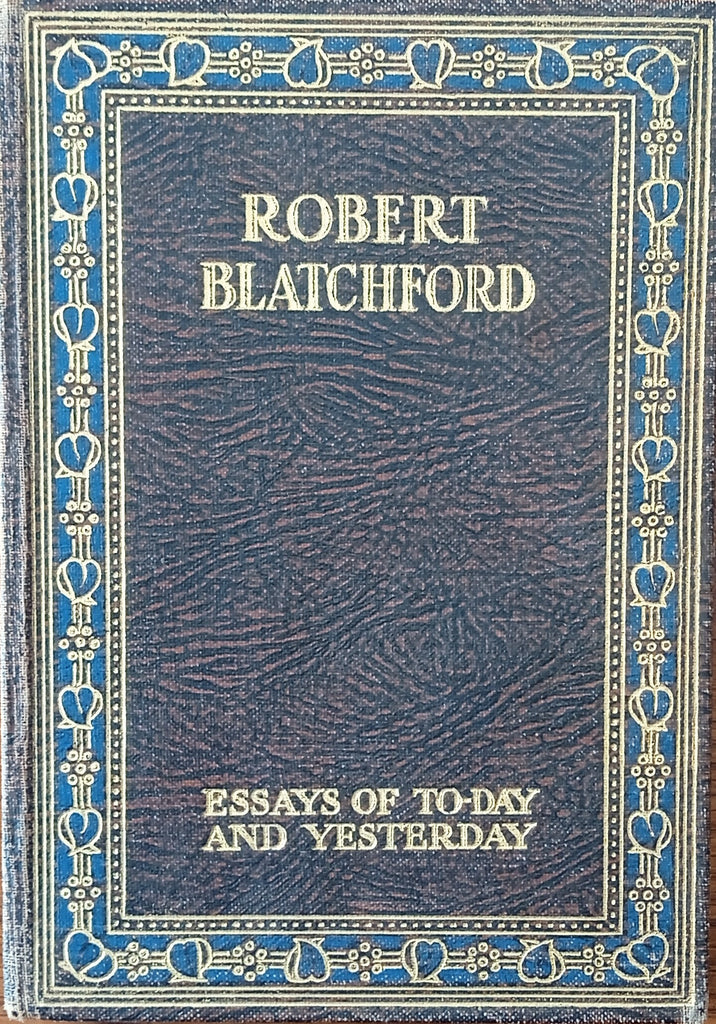 ROBERT
BLATCHFORD
ESSAYS OF TO-DAY
AND YESTERDAY